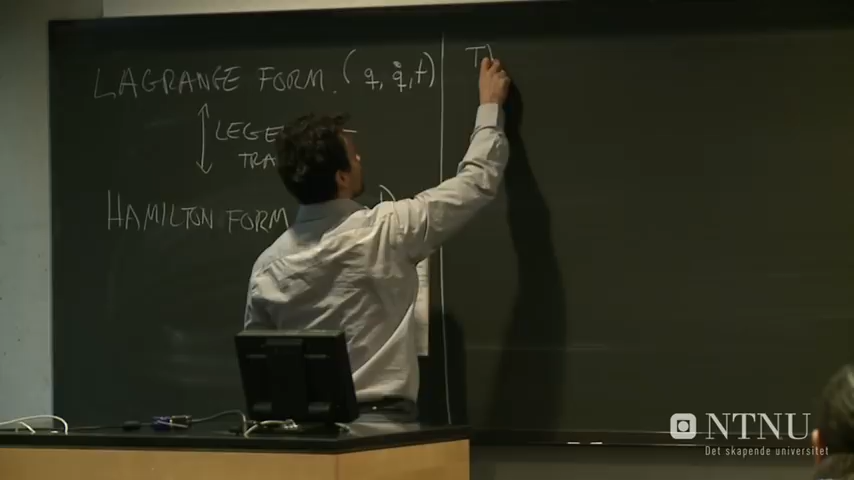 LAGRANGE FORM. (q, q̇, t)
LEGE
TRA
HAMILTON FORM )
T
NTNU
Det skapende universitet